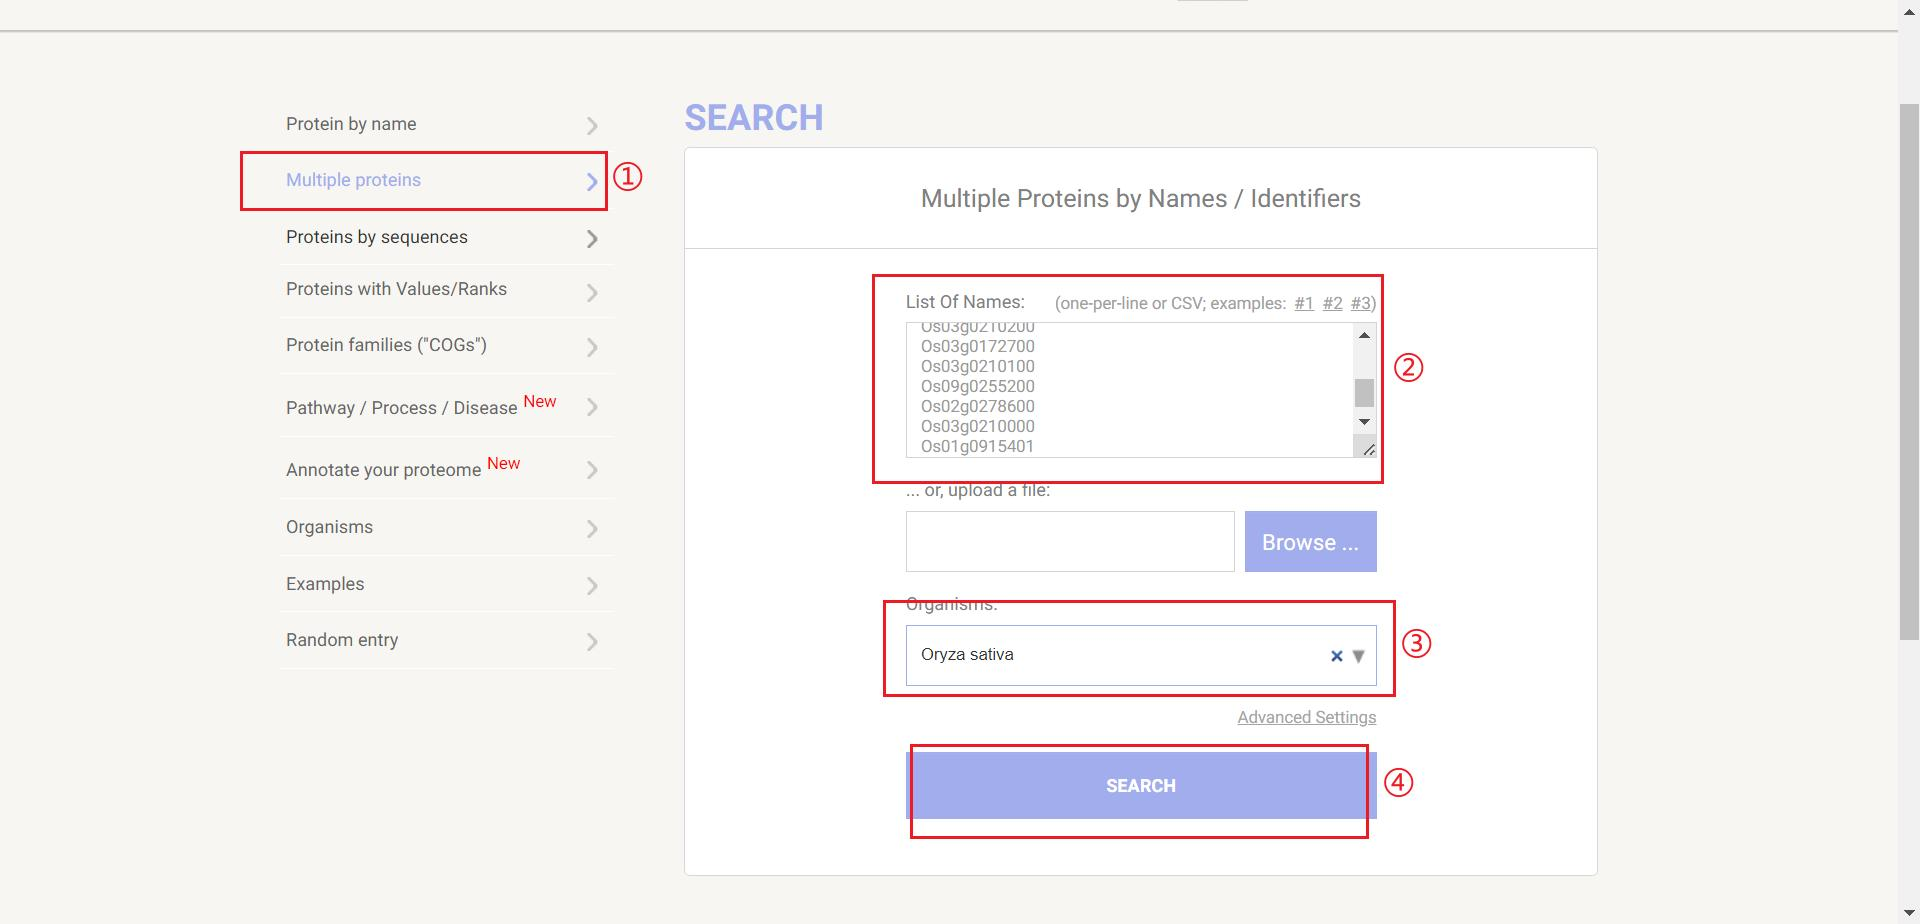 Protein by name
Multiple proteins
①
Proteins by sequences
Proteins with Values/Ranks
Protein families ("COGs")
Pathway / Process / Disease New
Annotate your proteome New
Organisms
Examples
Random entry
SEARCH
Multiple Proteins by Names / Identifiers
List Of Names: (one-per-line or CSV; examples: #1 #2 #3)
Os03g0210200
Os03g0172700
Os03g0210100
Os09g0255200
Os02g0278600
Os03g0210000
Os01g0915401
②
... or, upload a file:
Browse ...
Organisms:
Oryza sativa
③
Advanced Settings
SEARCH
④